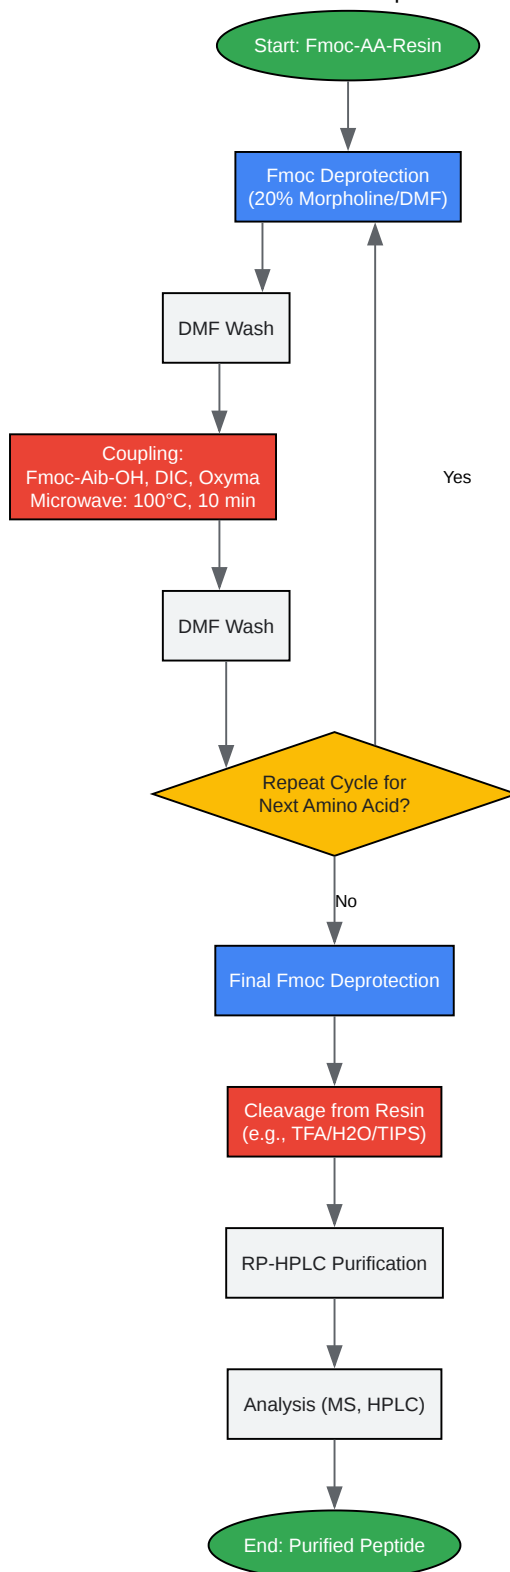 Start: Fmoc-AA-Resin
Fmoc Deprotection
(20% Morpholine/DMF)
DMF Wash
Coupling:
Fmoc-Aib-OH, DIC, Oxyma
Microwave: 100°C, 10 min
Yes
DMF Wash
Repeat Cycle for
Next Amino Acid?
No
Final Fmoc Deprotection
Cleavage from Resin
(e.g., TFA/H2O/TIPS)
RP-HPLC Purification
Analysis (MS, HPLC)
End: Purified Peptide